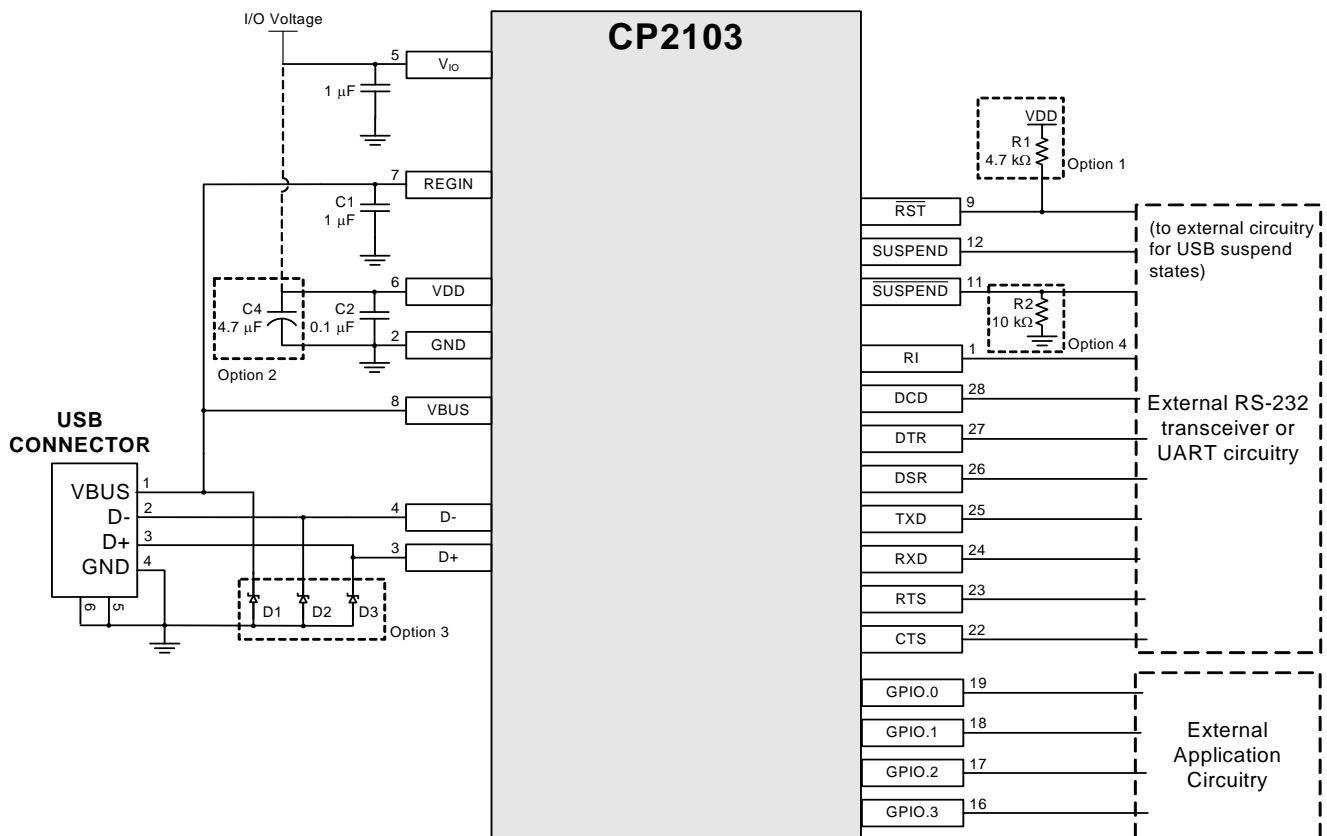 I/O Voltage
CP2103
5
VIO
1 μF
7
REGIN
C1
1 μF
6
VDD
C4
4.7 μF
C2
0.1 μF
2
GND
Option 2
8
VBUS
USB
CONNECTOR
VBUS
1
D-
2
D+
3
GND
4
6
5
4
D-
3
D+
D1
D2
D3
Option 3
VDD
R1
4.7 kΩ
Option 1
RST
9
SUSPEND
12
SUSPEND
11
R2
10 kΩ
Option 4
RI
1
DCD
28
DTR
27
DSR
26
TXD
25
RXD
24
RTS
23
CTS
22
(to external circuitry
for USB suspend
states)
External RS-232
transceiver or
UART circuitry
GPIO.0
19
GPIO.1
18
GPIO.2
17
GPIO.3
16
External
Application
Circuitry